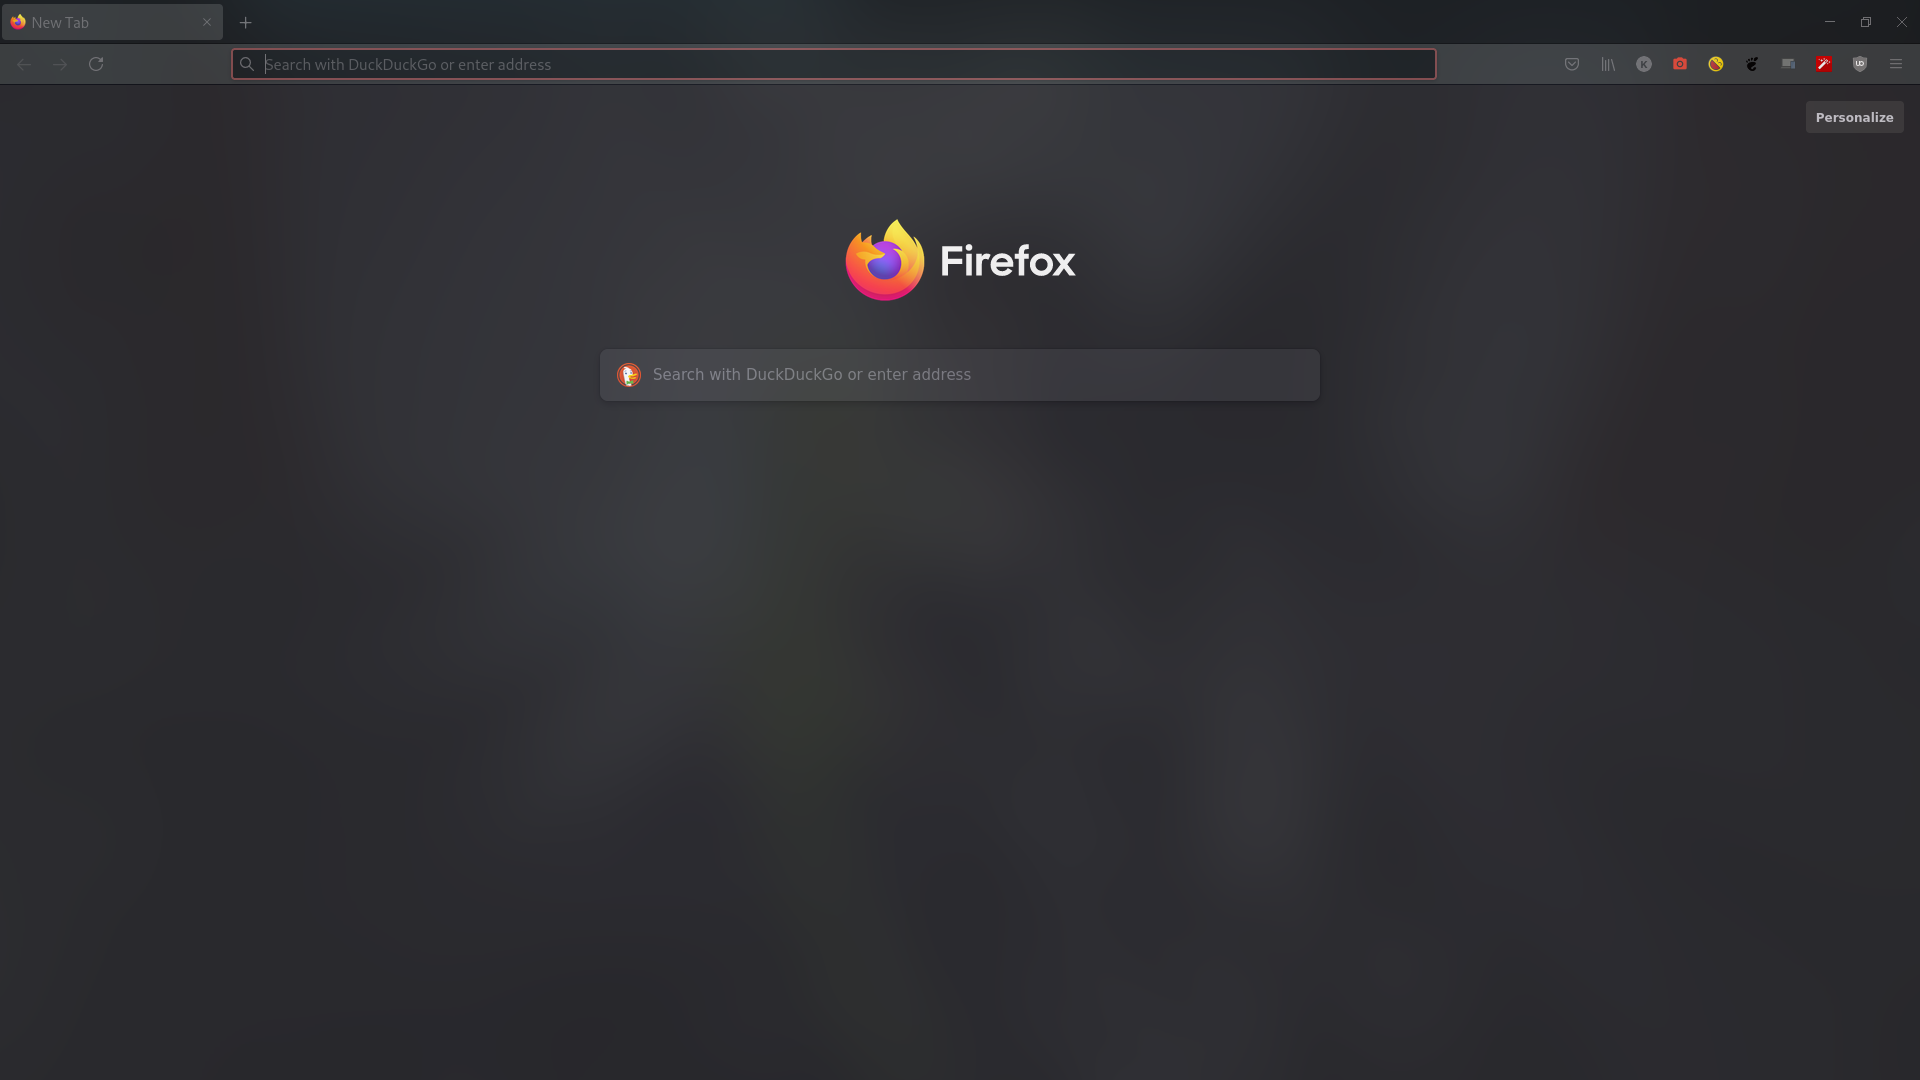 New Tab
Search with DuckDuckGo or enter address
Personalize
Firefox
Search with DuckDuckGo or enter address